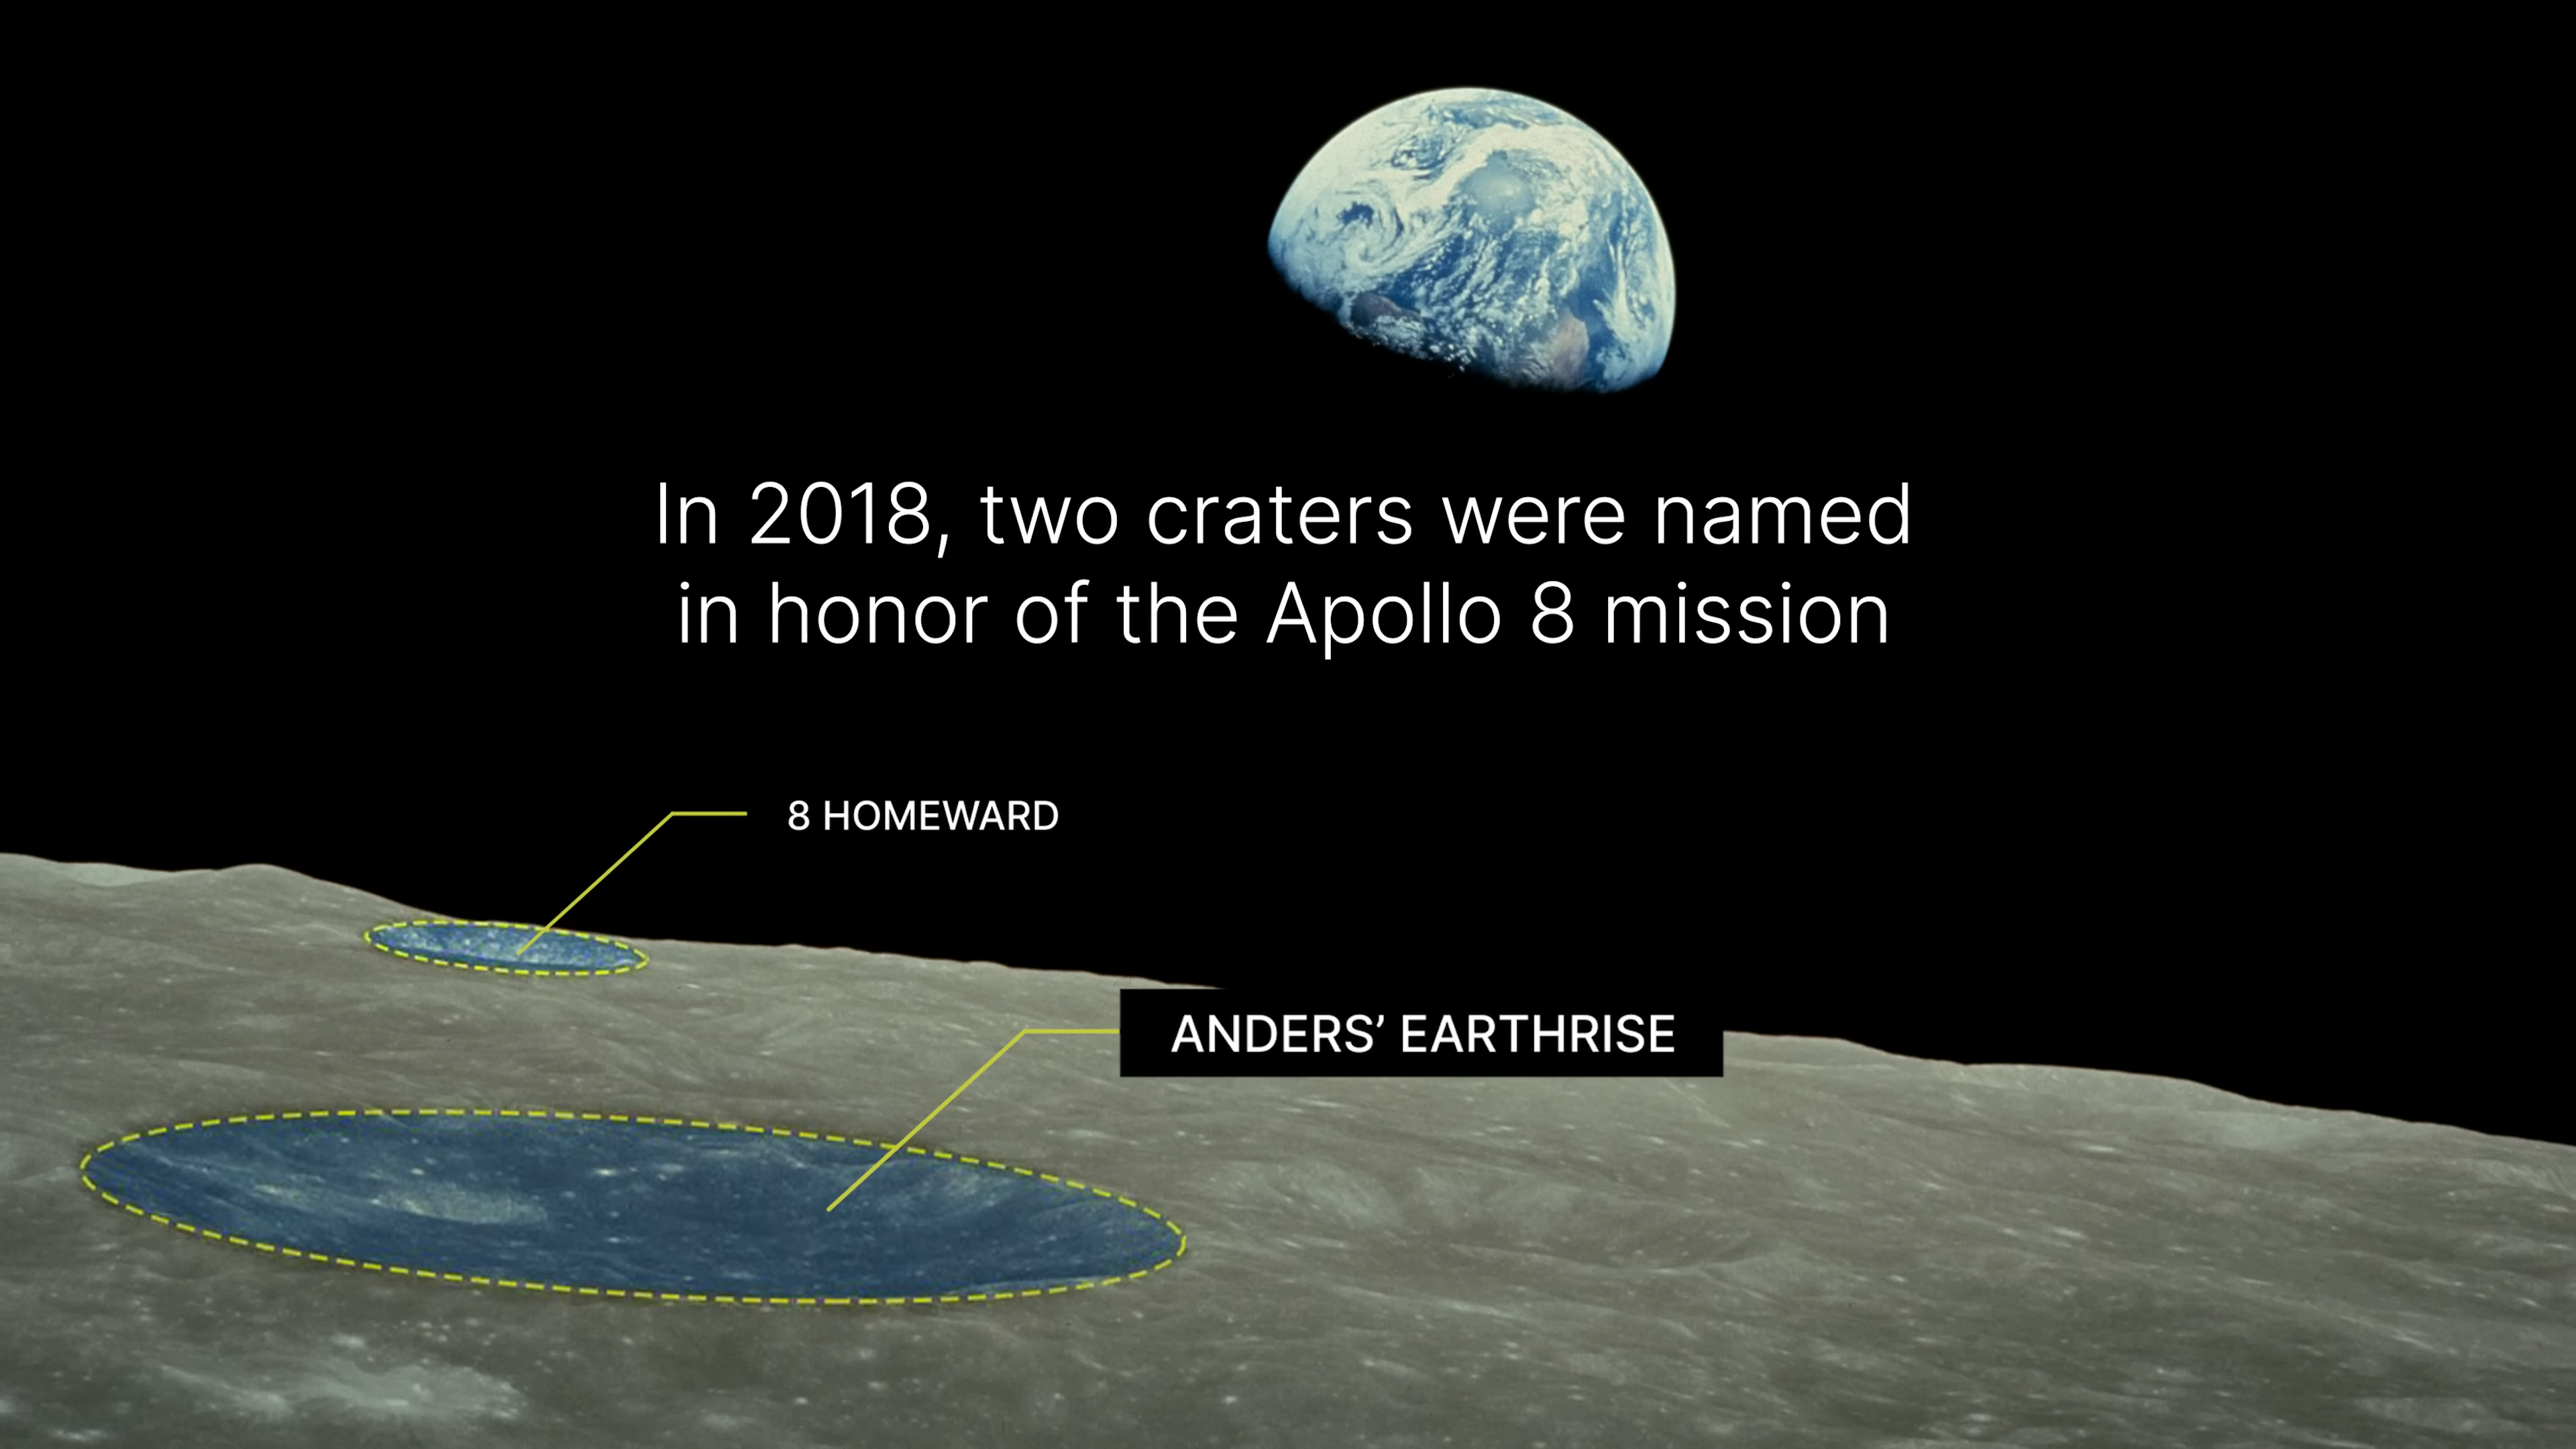 In 2018, two craters were named
in honor of the Apollo 8 mission
8 HOMEWARD
ANDERS’ EARTHRISE